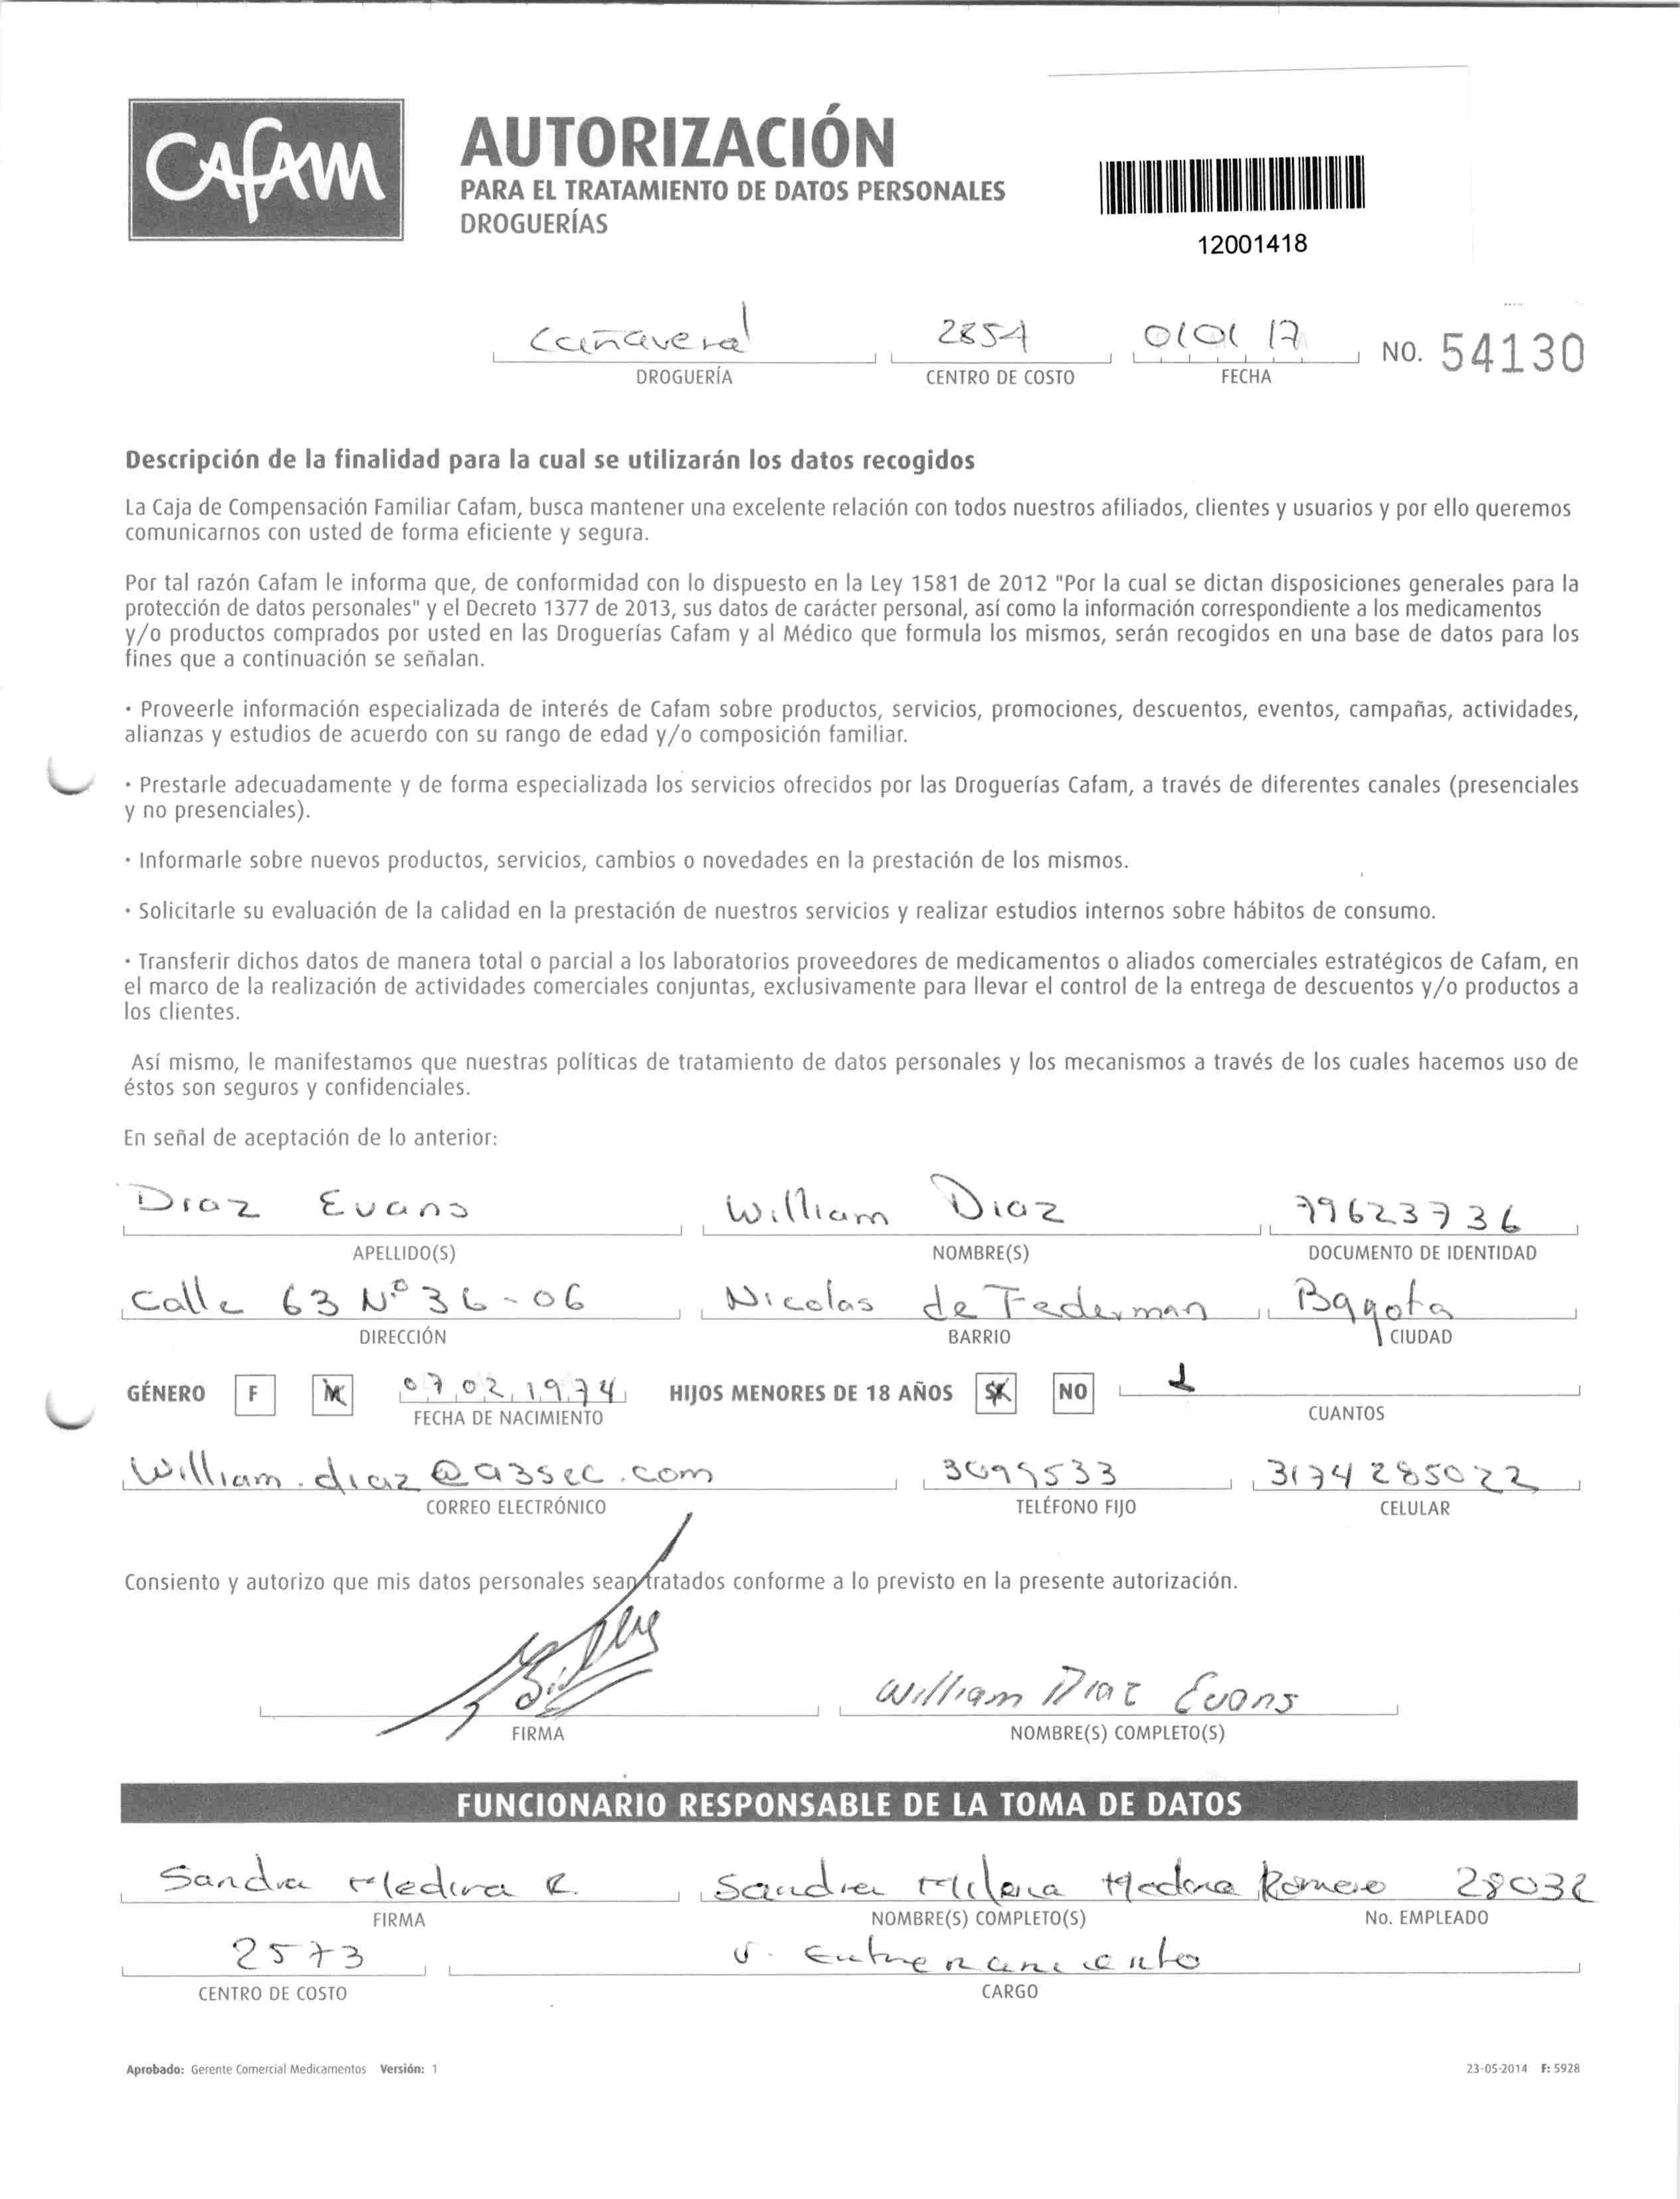 CAFAM
AUTORIZACIÓN
PARA EL TRATAMIENTO DE DATOS PERSONALES
DROGUERÍAS
12001418
Cañaveral 2854 010117 NO. 54130
DROGUERÍA CENTRO DE COSTO FECHA
Descripción de la finalidad para la cual se utilizarán los datos recogidos
La Caja de Compensación Familiar Cafam, busca mantener una excelente relación con todos nuestros afiliados, clientes y usuarios y por ello queremos
comunicarnos con usted de forma eficiente y segura.
Por tal razón Cafam le informa que, de conformidad con lo dispuesto en la Ley 1581 de 2012 "Por la cual se dictan disposiciones generales para la
protección de datos personales" y el Decreto 1377 de 2013, sus datos de carácter personal, así como la información correspondiente a los medicamentos
y/o productos comprados por usted en las Droguerías Cafam y al Médico que formula los mismos, serán recogidos en una base de datos para los
fines que a continuación se señalan.
· Proveerle información especializada de interés de Cafam sobre productos, servicios, promociones, descuentos, eventos, campañas, actividades,
alianzas y estudios de acuerdo con su rango de edad y/o composición familiar.
· Prestarle adecuadamente y de forma especializada los servicios ofrecidos por las Droguerías Cafam, a través de diferentes canales (presenciales
y no presenciales).
· Informarle sobre nuevos productos, servicios, cambios o novedades en la prestación de los mismos.
· Solicitarle su evaluación de la calidad en la prestación de nuestros servicios y realizar estudios internos sobre hábitos de consumo.
· Transferir dichos datos de manera total o parcial a los laboratorios proveedores de medicamentos o aliados comerciales estratégicos de Cafam, en
el marco de la realización de actividades comerciales conjuntas, exclusivamente para llevar el control de la entrega de descuentos y/o productos a
los clientes.
Así mismo, le manifestamos que nuestras políticas de tratamiento de datos personales y los mecanismos a través de los cuales hacemos uso de
éstos son seguros y confidenciales.
En señal de aceptación de lo anterior:
Diaz Evans William Diaz 79623736
APELLIDO(S) NOMBRE(S) DOCUMENTO DE IDENTIDAD
Calle 63 Nº 36-06 Nicolas de Federman Bogota
DIRECCIÓN BARRIO CIUDAD
GÉNERO F M 07 02 1974 HIJOS MENORES DE 18 AÑOS SI NO 1
FECHA DE NACIMIENTO CUANTOS
William.diaz@a3sec.com 3174285022
CORREO ELECTRÓNICO TELÉFONO FIJO CELULAR
Consiento y autorizo que mis datos personales sean tratados conforme a lo previsto en la presente autorización.
William Diaz Evans
FIRMA NOMBRE(S) COMPLETO(S)
FUNCIONARIO RESPONSABLE DE LA TOMA DE DATOS
Sandra Medina R. Sandra Milena Medina Romero 28032
FIRMA NOMBRE(S) COMPLETO(S) No. EMPLEADO
2573 v. Entrenamiento
CENTRO DE COSTO CARGO
Aprobado: Gerente Comercial Medicamentos Versión: 1 23-05-2014 F: 5928